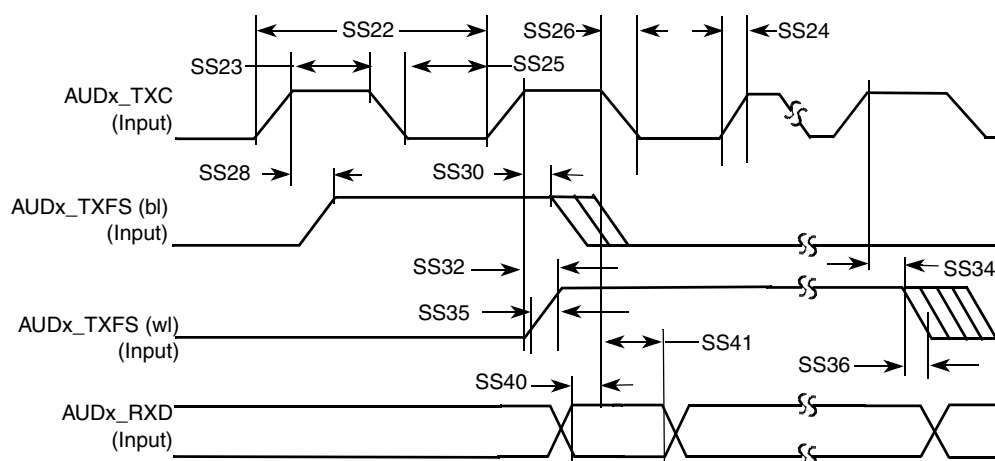 SS22
SS26
SS24
SS23
SS25
AUDx_TXC
(Input)
SS28
SS30
AUDx_TXFS (bl)
(Input)
SS32
SS34
SS35
AUDx_TXFS (wl)
(Input)
SS41
SS36
SS40
AUDx_RXD
(Input)